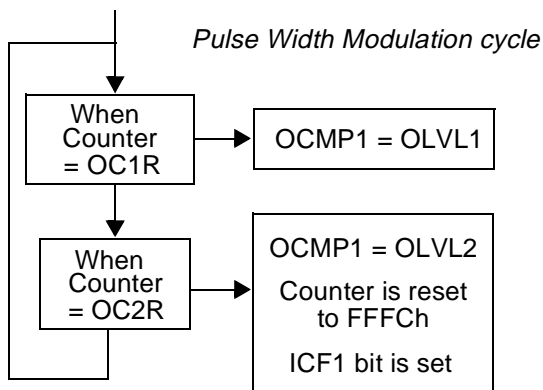 Pulse Width Modulation cycle
When
Counter
= OC1R
OCMP1 = OLVL1
When
Counter
= OC2R
OCMP1 = OLVL2
Counter is reset
to FFFCh
ICF1 bit is set